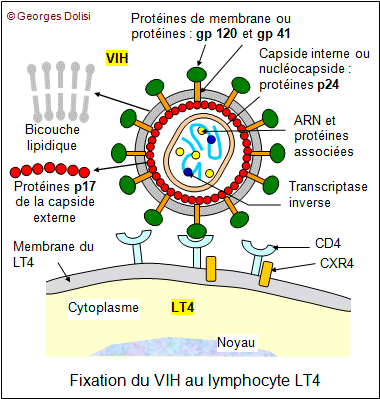 © Georges Dolisi
Protéines de membrane ou
protéines : gp 120 et gp 41
VIH
Capside interne ou
nucléocapside :
protéines p24
ARN et
protéines
associées
Bicouche
lipidique
Protéines p17
de la capside
externe
Transcriptase
inverse
Membrane du
LT4
CD4
CXR4
Cytoplasme
LT4
Noyau
Fixation du VIH au lymphocyte LT4